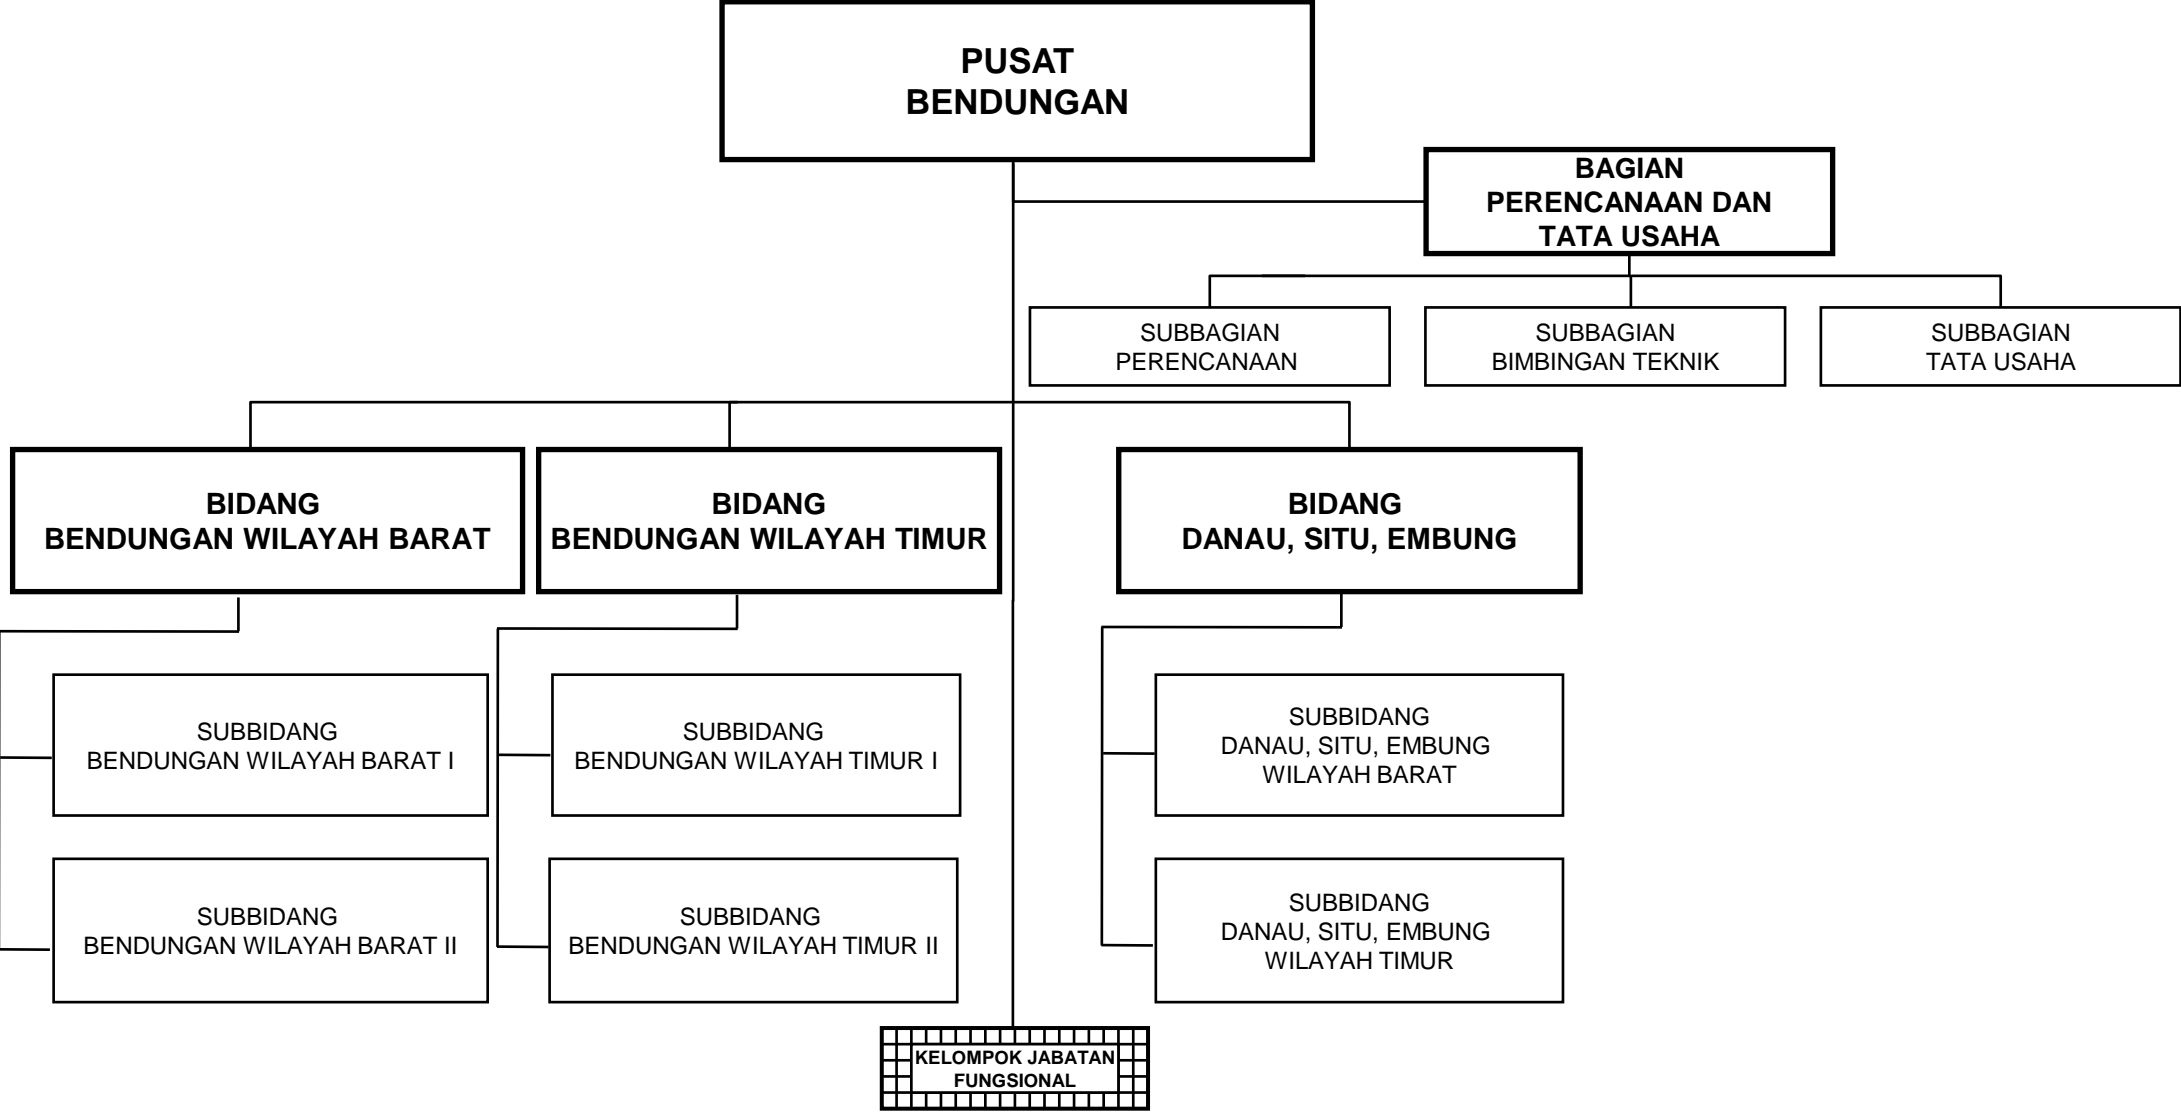 PUSAT
BENDUNGAN
BAGIAN
PERENCANAAN DAN
TATA USAHA
SUBBAGIAN
PERENCANAAN
SUBBAGIAN
BIMBINGAN TEKNIK
SUBBAGIAN
TATA USAHA
BIDANG
BENDUNGAN WILAYAH BARAT
BIDANG
BENDUNGAN WILAYAH TIMUR
BIDANG
DANAU, SITU, EMBUNG
SUBBIDANG
BENDUNGAN WILAYAH BARAT I
SUBBIDANG
BENDUNGAN WILAYAH TIMUR I
SUBBIDANG
DANAU, SITU, EMBUNG
WILAYAH BARAT
SUBBIDANG
BENDUNGAN WILAYAH BARAT II
SUBBIDANG
BENDUNGAN WILAYAH TIMUR II
SUBBIDANG
DANAU, SITU, EMBUNG
WILAYAH TIMUR
KELOMPOK JABATAN
FUNGSIONAL